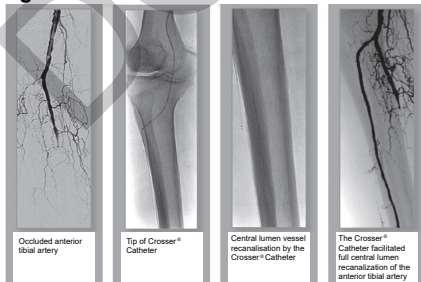 Occluded anterior
tibial artery
Tip of Crosser®
Catheter
Central lumen vessel
recanalisation by the
Crosser® Catheter
The Crosser®
Catheter facilitated
full central lumen
recanalization of the
anterior tibial artery